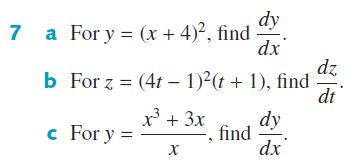 7 a For y = (x + 4)², find dy/dx.
b For z = (4t − 1)²(t + 1), find dz/dt.
c For y = (x³ + 3x)/x, find dy/dx.